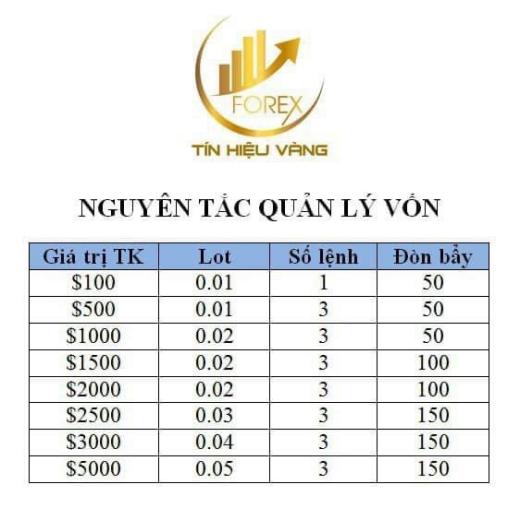 FOREX
TÍN HIỆU VÀNG
NGUYÊN TẮC QUẢN LÝ VỐN
Giá trị TK Lot Số lệnh Đòn bẩy
$100 0.01 1 50
$500 0.01 3 50
$1000 0.02 3 50
$1500 0.02 3 100
$2000 0.02 3 100
$2500 0.03 3 150
$3000 0.04 3 150
$5000 0.05 3 150